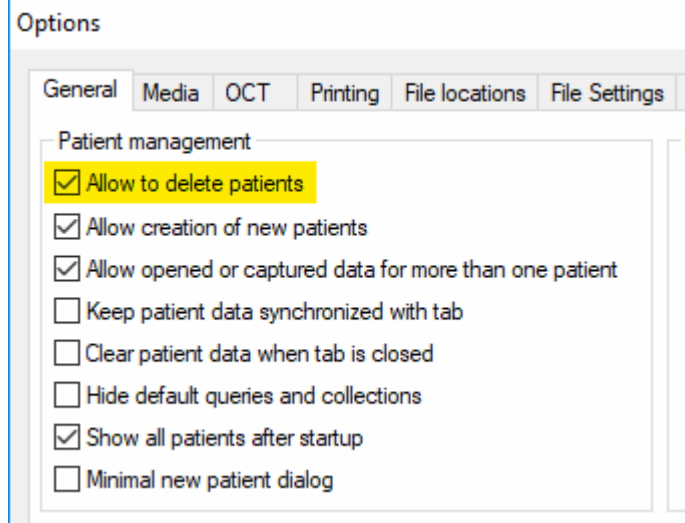 Options
General Media OCT Printing File locations File Settings
Patient management
Allow to delete patients
Allow creation of new patients
Allow opened or captured data for more than one patient
Keep patient data synchronized with tab
Clear patient data when tab is closed
Hide default queries and collections
Show all patients after startup
Minimal new patient dialog